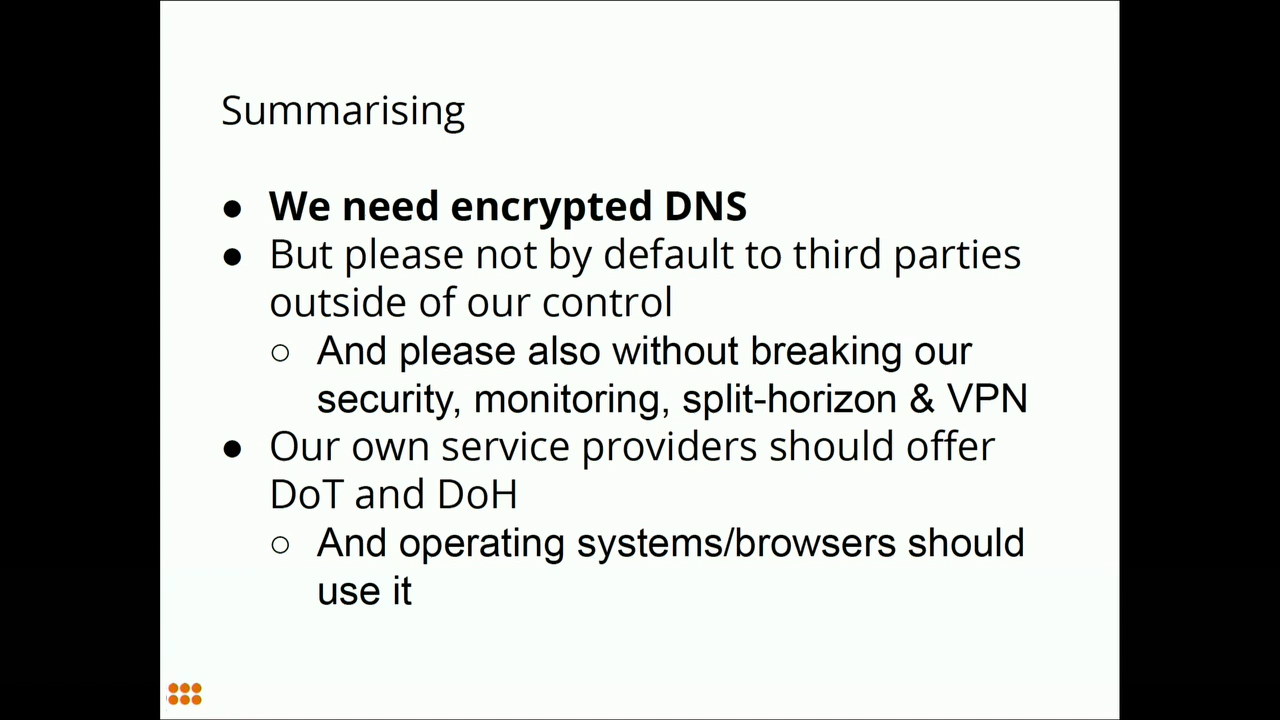 Summarising
● We need encrypted DNS
● But please not by default to third parties
outside of our control
○ And please also without breaking our
security, monitoring, split-horizon & VPN
● Our own service providers should offer
DoT and DoH
○ And operating systems/browsers should
use it